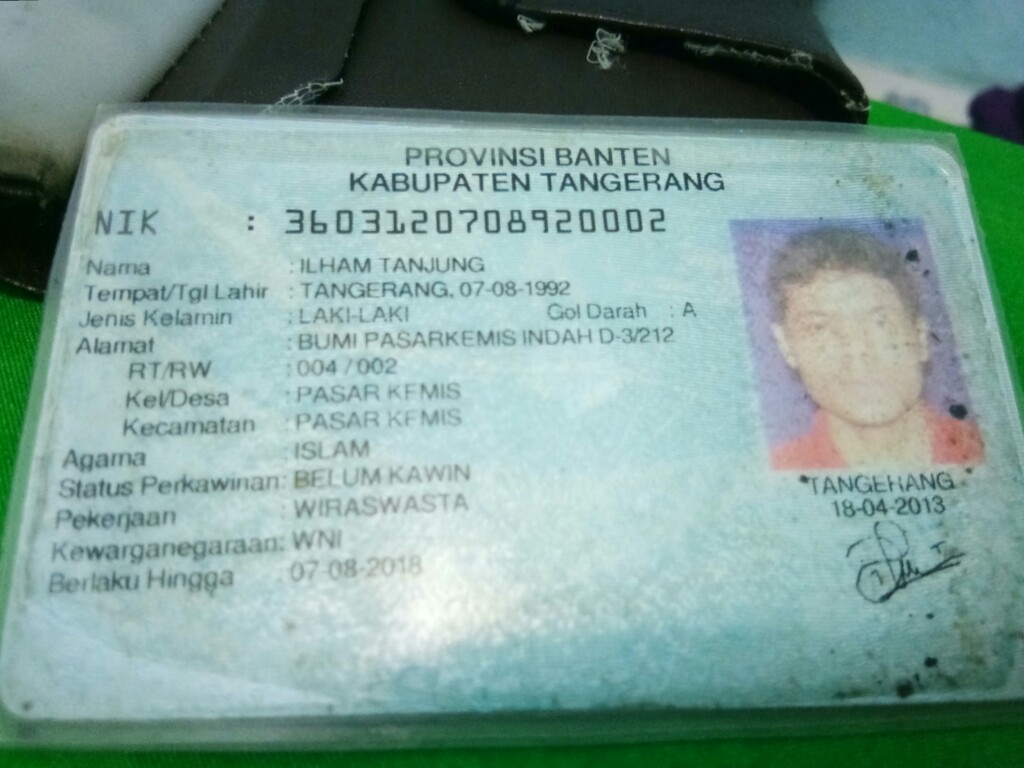 PROVINSI BANTEN
KABUPATEN TANGERANG
NIK : 3603120708920002
Nama : ILHAM TANJUNG
Tempat/Tgl Lahir : TANGERANG, 07-08-1992
Jenis Kelamin : LAKI-LAKI Gol Darah : A
Alamat : BUMI PASARKEMIS INDAH D-3/212
RT/RW : 004 / 002
Kel/Desa : PASAR KEMIS
Kecamatan : PASAR KEMIS
Agama : ISLAM
Status Perkawinan: BELUM KAWIN
Pekerjaan : WIRASWASTA
Kewarganegaraan: WNI
Berlaku Hingga : 07-08-2018
TANGERANG
18-04-2013